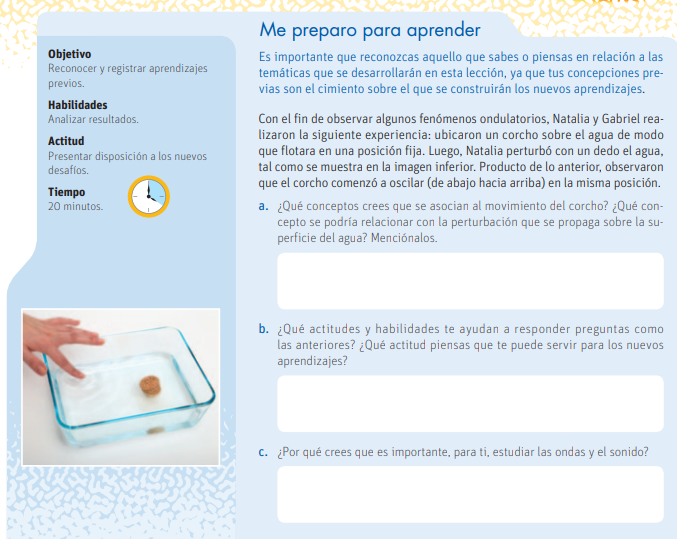 Objetivo
Reconocer y registrar aprendizajes
previos.
Habilidades
Analizar resultados.
Actitud
Presentar disposición a los nuevos
desafíos.
Tiempo
20 minutos.
Me preparo para aprender
Es importante que reconozcas aquello que sabes o piensas en relación a las
temáticas que se desarrollarán en esta lección, ya que tus concepciones pre-
vias son el cimiento sobre el que se construirán los nuevos aprendizajes.
Con el fin de observar algunos fenómenos ondulatorios, Natalia y Gabriel rea-
lizaron la siguiente experiencia: ubicaron un corcho sobre el agua de modo
que flotara en una posición fija. Luego, Natalia perturbó con un dedo el agua,
tal como se muestra en la imagen inferior. Producto de lo anterior, observaron
que el corcho comenzó a oscilar (de abajo hacia arriba) en la misma posición.
a. ¿Qué conceptos crees que se asocian al movimiento del corcho? ¿Qué con-
cepto se podría relacionar con la perturbación que se propaga sobre la su-
perficie del agua? Menciónalos.
b. ¿Qué actitudes y habilidades te ayudan a responder preguntas como
las anteriores? ¿Qué actitud piensas que te puede servir para los nuevos
aprendizajes?
c. ¿Por qué crees que es importante, para ti, estudiar las ondas y el sonido?